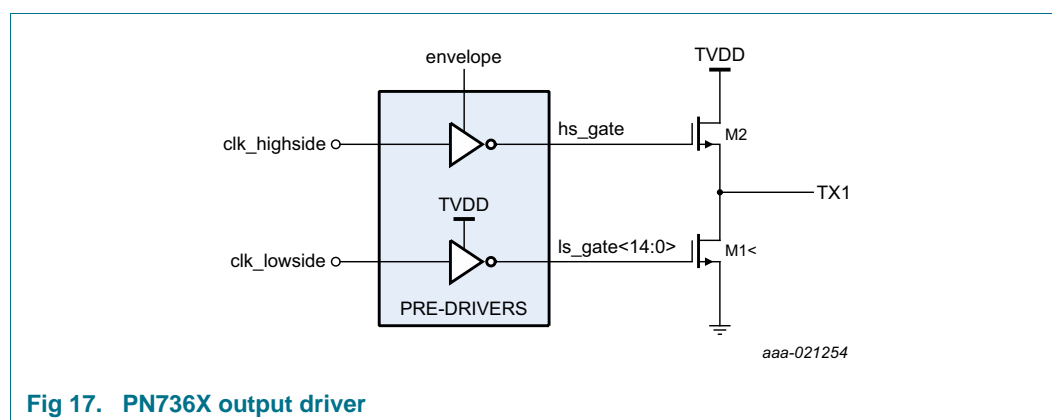 envelope
TVDD
clk_highside
hs_gate
M2
TX1
TVDD
clk_lowside
ls_gate<14:0>
M1<
PRE-DRIVERS
aaa-021254
Fig 17. PN736X output driver